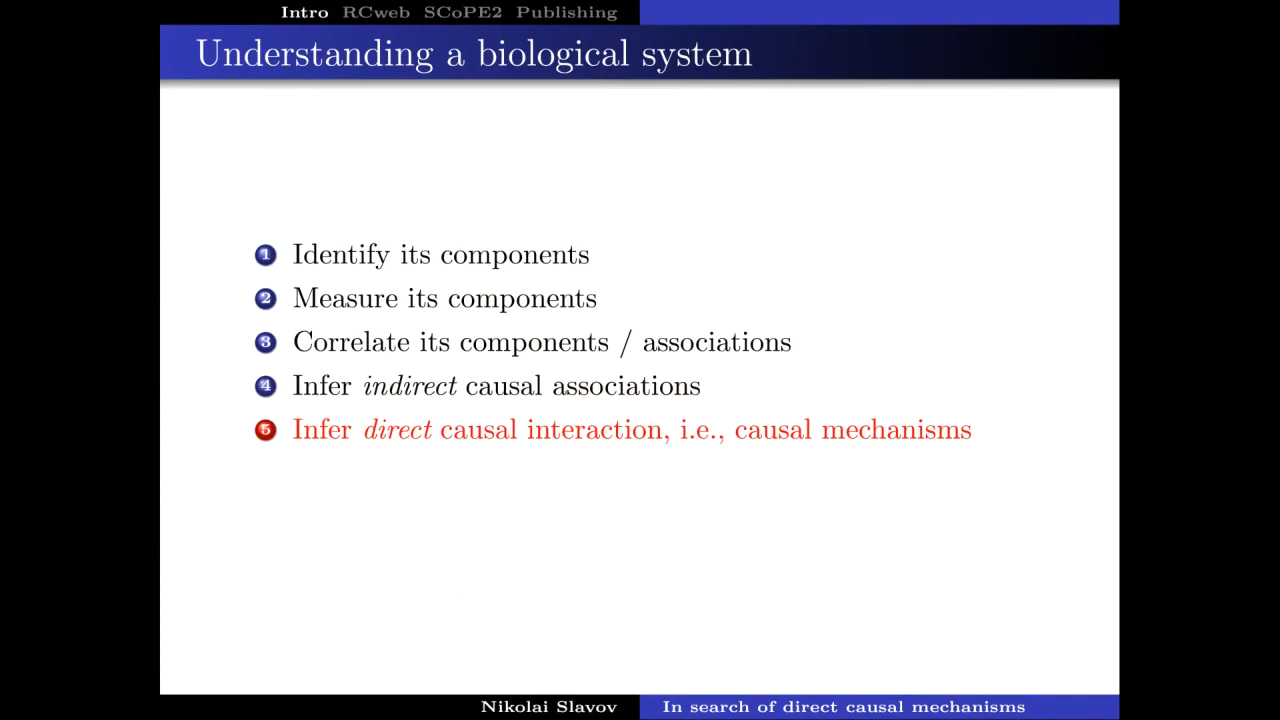 Intro RCweb SCoPE2 Publishing
Understanding a biological system
1 Identify its components
2 Measure its components
3 Correlate its components / associations
4 Infer indirect causal associations
5 Infer direct causal interaction, i.e., causal mechanisms
Nikolai Slavov In search of direct causal mechanisms